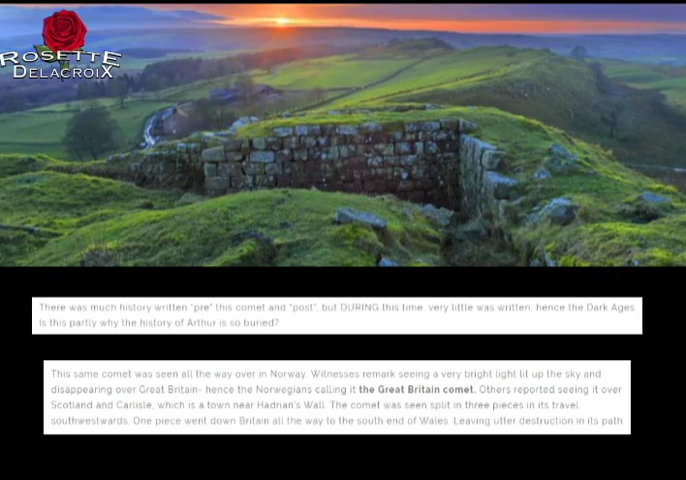 ROSETTE
DELACROIX
There was much history written "pre" this comet and "post", but DURING this time very little was written, hence the Dark Ages
Is this partly why the history of Arthur is so buried?
This same comet was seen all the way over in Norway. Witnesses remark seeing a very bright light lit up the sky and
disappearing over Great Britain- hence the Norwegians calling it the Great Britain comet. Others reported seeing it over
Scotland and Carlisle, which is a town near Hadrian's Wall. The comet was seen split in three pieces in its travel
southwestwards. One piece went down Britain all the way to the south end of Wales. Leaving utter destruction in its path